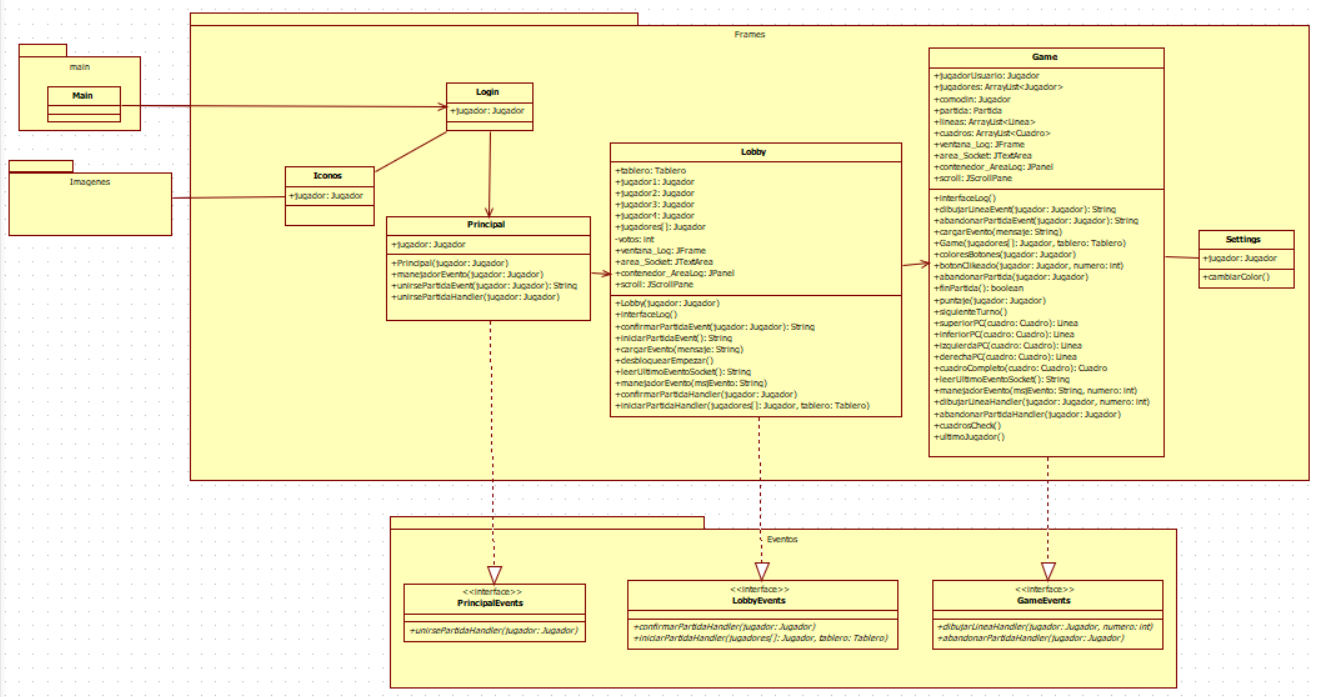 main
Main
Imagenes
Frames
Login
+jugador: Jugador
Iconos
+jugador: Jugador
Principal
+jugador: Jugador
+Principal(jugador: Jugador)
+manejadorEvento(jugador: Jugador)
+unirsePartidaEvent(jugador: Jugador): String
+unirsePartidaHandler(jugador: Jugador)
Lobby
+tablero: Tablero
+jugador1: Jugador
+jugador2: Jugador
+jugador3: Jugador
+jugador4: Jugador
+jugadores[]: Jugador
-votos: int
+ventana_Log: JFrame
+area_Socket: JTextArea
+contenedor_AreaLog: JPanel
+scroll: JScrollPane
+Lobby(jugador: Jugador)
+interfaceLog()
+confirmarPartidaEvent(jugador: Jugador): String
+iniciarPartidaEvent(): String
+cargarEvento(mensaje: String)
+desbloquearEmpezar()
+leerUltimoEventoSocket(): String
+manejadorEvento(msjEvento: String)
+confirmarPartidaHandler(jugador: Jugador)
+iniciarPartidaHandler(jugadores[]: Jugador, tablero: Tablero)
Game
+jugadorUsuario: Jugador
+jugadores: ArrayList<Jugador>
+comodin: Jugador
+partida: Partida
+lineas: ArrayList<Linea>
+cuadros: ArrayList<Cuadro>
+ventana_Log: JFrame
+area_Socket: JTextArea
+contenedor_AreaLog: JPanel
+scroll: JScrollPane
+interfaceLog()
+dibujarLineaEvent(jugador: Jugador): String
+abandonarPartidaEvent(jugador: Jugador): String
+cargarEvento(mensaje: String)
+Game(jugadores[]: Jugador, tablero: Tablero)
+coloresBotones(jugador: Jugador)
+botonClikeado(jugador: Jugador, numero: int)
+abandonarPartida(jugador: Jugador)
+finPartida(): boolean
+puntaje(jugador: Jugador)
+siguienteTurno()
+superiorPC(cuadro: Cuadro): Linea
+inferiorPC(cuadro: Cuadro): Linea
+izquierdaPC(cuadro: Cuadro): Linea
+derechaPC(cuadro: Cuadro): Linea
+cuadroCompleto(cuadro: Cuadro): Cuadro
+leerUltimoEventoSocket(): String
+manejadorEvento(msjEvento: String, numero: int)
+dibujarLineaHandler(jugador: Jugador, numero: int)
+abandonarPartidaHandler(jugador: Jugador)
+cuadrosCheck()
+ultimoJugador()
Settings
+jugador: Jugador
+cambiarColor()
Eventos
<<interface>>
PrincipalEvents
+unirsePartidaHandler(jugador: Jugador)
<<interface>>
LobbyEvents
+confirmarPartidaHandler(jugador: Jugador)
+iniciarPartidaHandler(jugadores[]: Jugador, tablero: Tablero)
<<interface>>
GameEvents
+dibujarLineaHandler(jugador: Jugador, numero: int)
+abandonarPartidaHandler(jugador: Jugador)